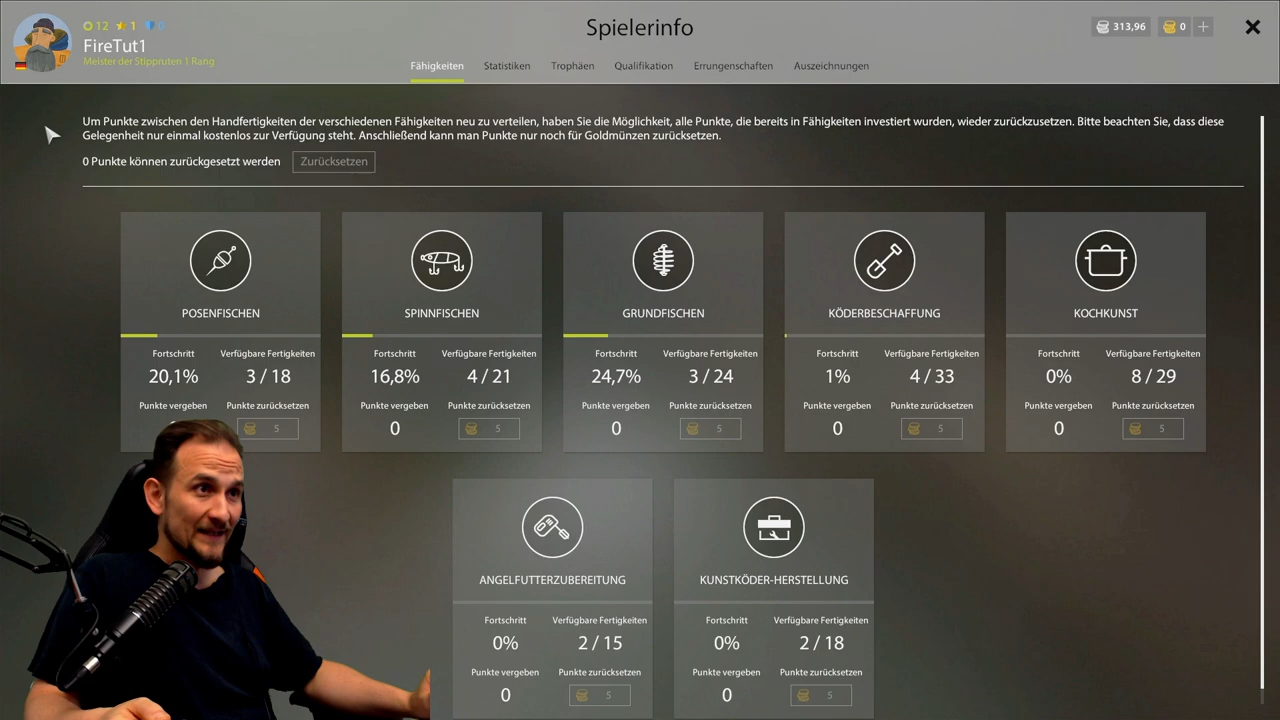 12 1 0
FireTut1
Meister der Stippruten 1 Rang
Spielerinfo
313,96
0
Fähigkeiten
Statistiken
Trophäen
Qualifikation
Errungenschaften
Auszeichnungen
Um Punkte zwischen den Handfertigkeiten der verschiedenen Fähigkeiten neu zu verteilen, haben Sie die Möglichkeit, alle Punkte, die bereits in Fähigkeiten investiert wurden, wieder zurückzusetzen. Bitte beachten Sie, dass diese
Gelegenheit nur einmal kostenlos zur Verfügung steht. Anschließend kann man Punkte nur noch für Goldmünzen zurücksetzen.
0 Punkte können zurückgesetzt werden
Zurücksetzen
POSENFISCHEN
Fortschritt
Verfügbare Fertigkeiten
20,1%
3 / 18
Punkte vergeben
Punkte zurücksetzen
5
SPINNFISCHEN
Fortschritt
Verfügbare Fertigkeiten
16,8%
4 / 21
Punkte vergeben
Punkte zurücksetzen
0
5
GRUNDFISCHEN
Fortschritt
Verfügbare Fertigkeiten
24,7%
3 / 24
Punkte vergeben
Punkte zurücksetzen
0
5
KÖDERBESCHAFFUNG
Fortschritt
Verfügbare Fertigkeiten
1%
4 / 33
Punkte vergeben
Punkte zurücksetzen
0
5
KOCHKUNST
Fortschritt
Verfügbare Fertigkeiten
0%
8 / 29
Punkte vergeben
Punkte zurücksetzen
0
5
ANGELFUTTERZUBEREITUNG
Fortschritt
Verfügbare Fertigkeiten
0%
2 / 15
Punkte vergeben
Punkte zurücksetzen
0
5
KUNSTKÖDER-HERSTELLUNG
Fortschritt
Verfügbare Fertigkeiten
0%
2 / 18
Punkte vergeben
Punkte zurücksetzen
0
5